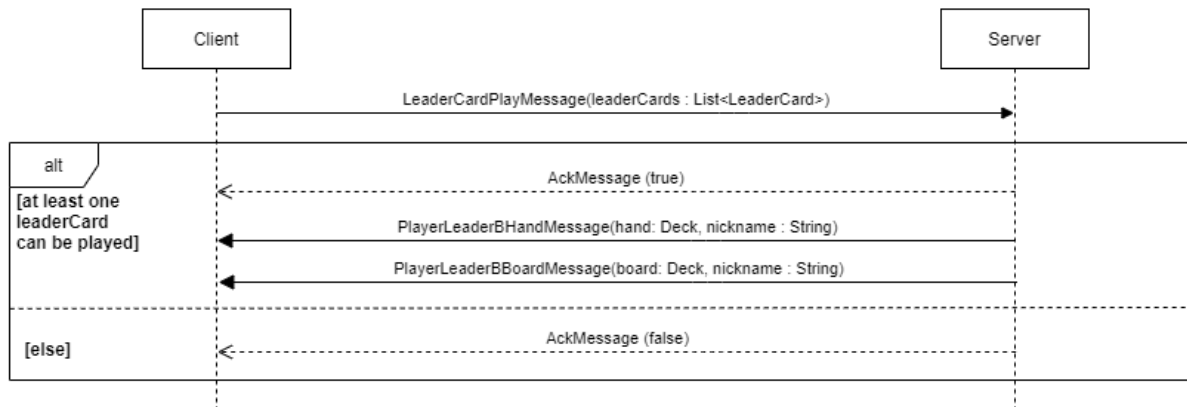 Client
Server
LeaderCardPlayMessage(leaderCards : List<LeaderCard>)
alt
[at least one
leaderCard
can be played]
AckMessage (true)
PlayerLeaderBHandMessage(hand: Deck, nickname : String)
PlayerLeaderBBoardMessage(board: Deck, nickname : String)
[else]
AckMessage (false)